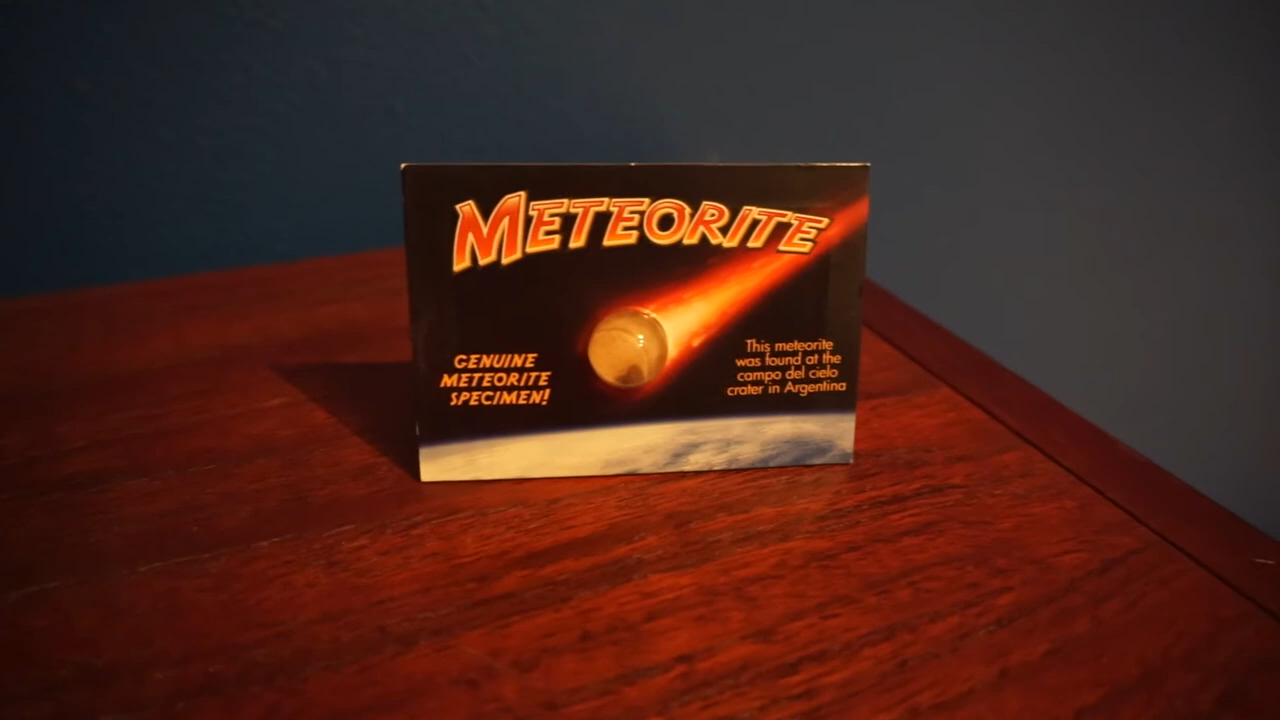 METEORITE
GENUINE
METEORITE
SPECIMEN!
This meteorite
was found at the
campo del cielo
crater in Argentina